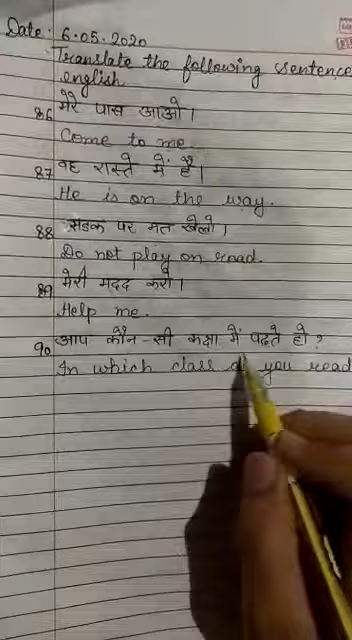 Date: 6.05.2020
Translate the following sentence
english
86 मेरे पास आओ।
Come to me
87 वह रास्ते में है।
He is on the way.
88 सड़क पर मत खेलो।
Do not play on road.
89 मेरी मदद करो।
Help me.
90 आप कौन-सी कक्षा में पढ़ते हो?
In which class do you read